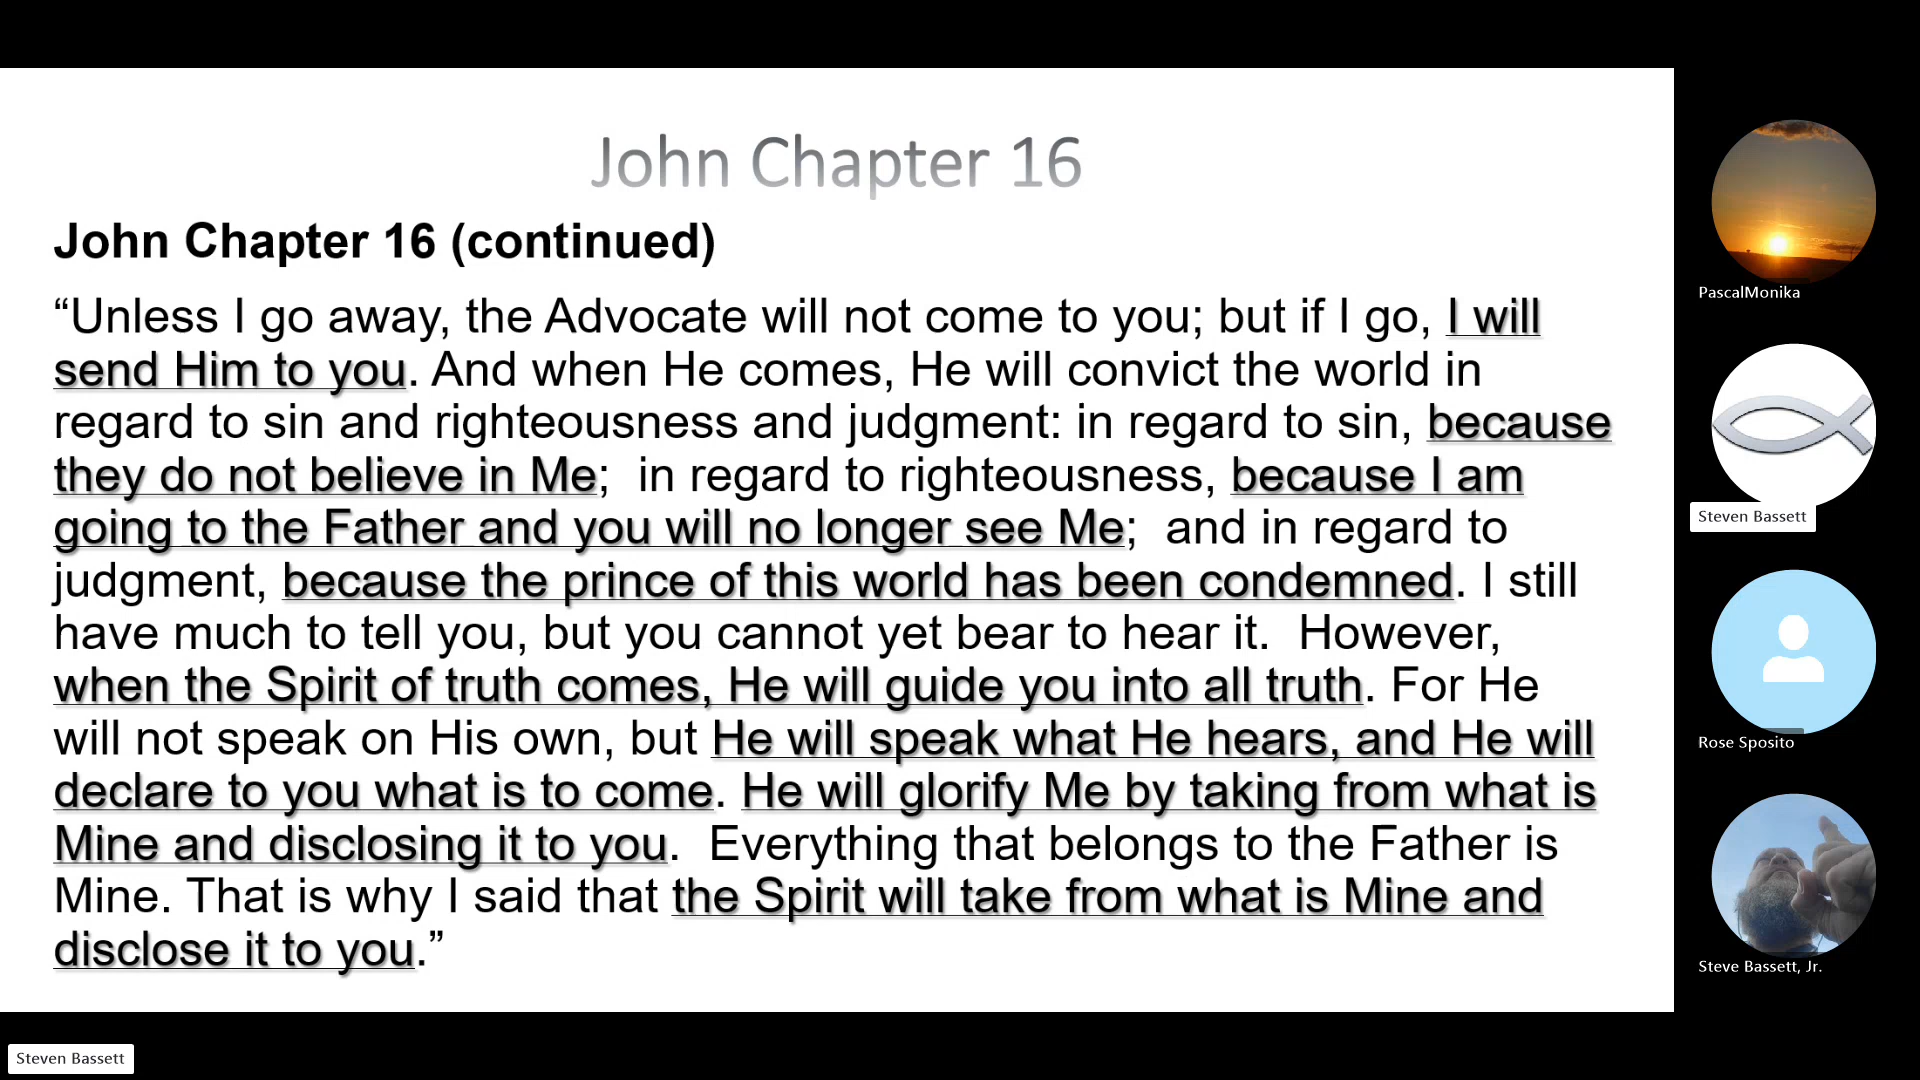 John Chapter 16
John Chapter 16 (continued)
“Unless I go away, the Advocate will not come to you; but if I go, I will
send Him to you. And when He comes, He will convict the world in
regard to sin and righteousness and judgment: in regard to sin, because
they do not believe in Me;  in regard to righteousness, because I am
going to the Father and you will no longer see Me;  and in regard to
judgment, because the prince of this world has been condemned. I still
have much to tell you, but you cannot yet bear to hear it.  However,
when the Spirit of truth comes, He will guide you into all truth. For He
will not speak on His own, but He will speak what He hears, and He will
declare to you what is to come. He will glorify Me by taking from what is
Mine and disclosing it to you.  Everything that belongs to the Father is
Mine. That is why I said that the Spirit will take from what is Mine and
disclose it to you.”
PascalMonika
Steven Bassett
Rose Sposito
Steve Bassett, Jr.
Steven Bassett